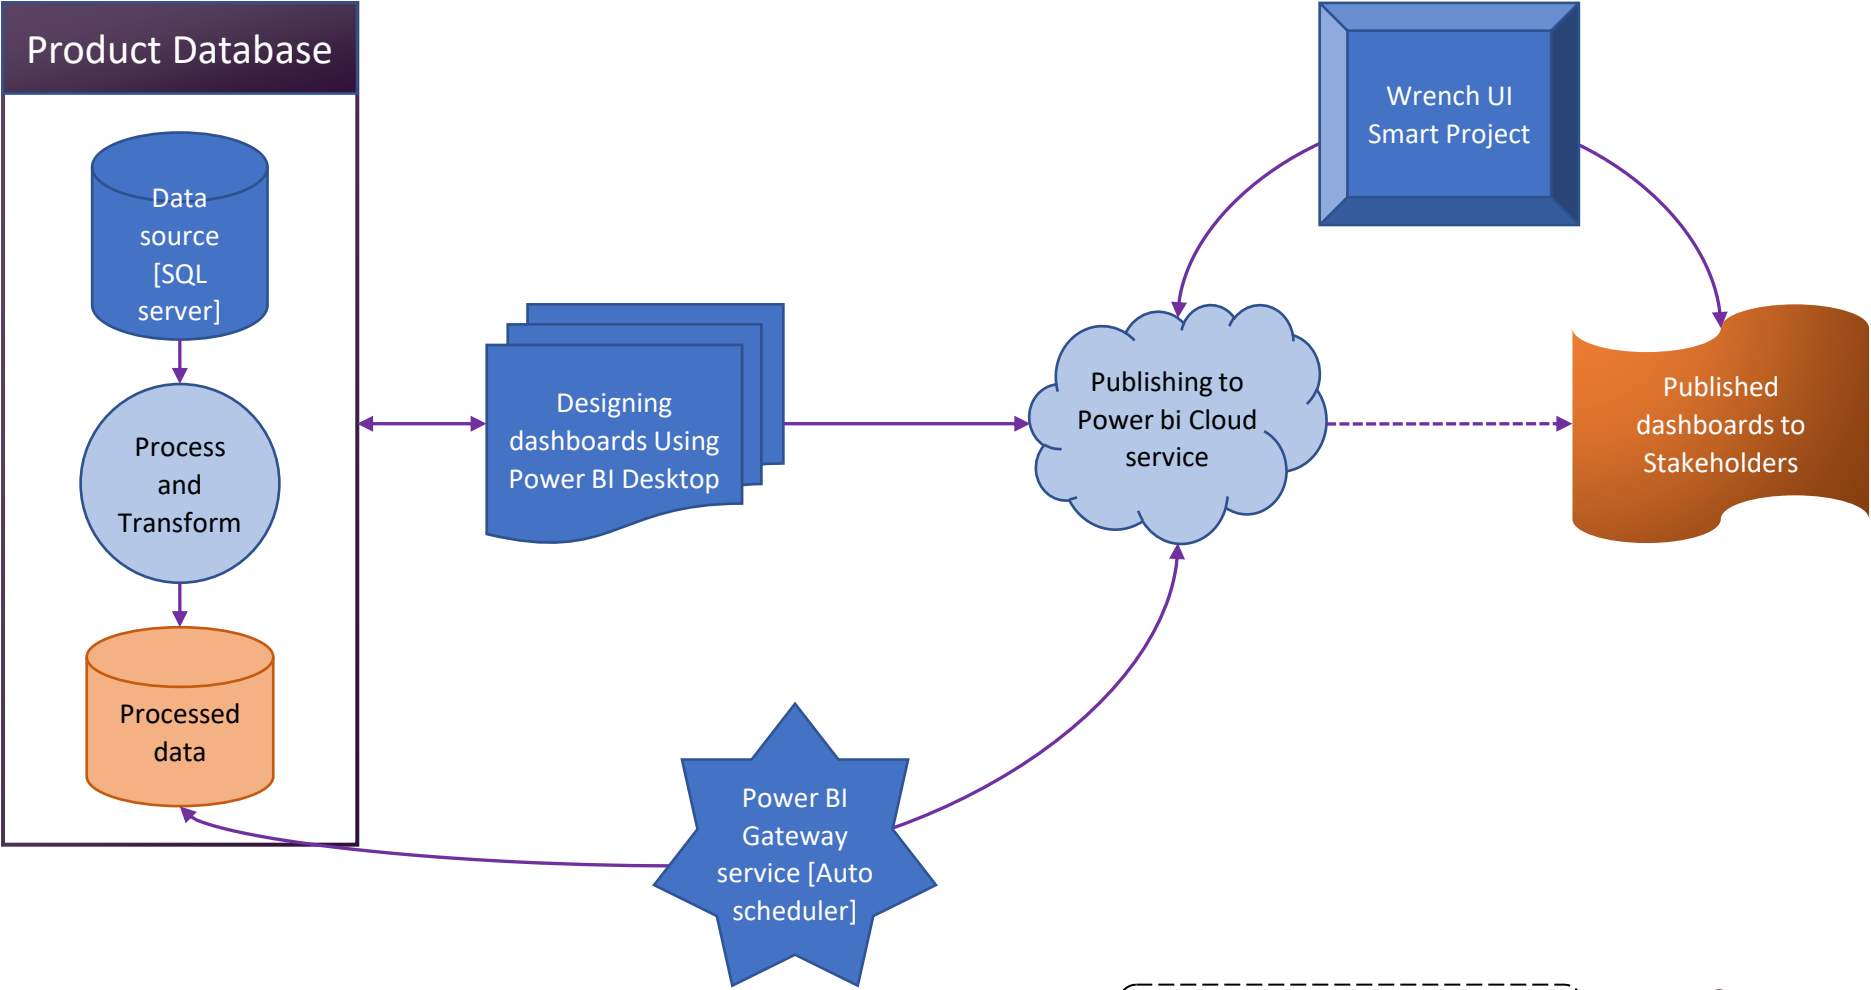 Product Database
Data
source
[SQL
server]
Process
and
Transform
Processed
data
Designing
dashboards Using
Power BI Desktop
Power BI
Gateway
service [Auto
scheduler]
Publishing to
Power bi Cloud
service
Wrench UI
Smart Project
Published
dashboards to
Stakeholders